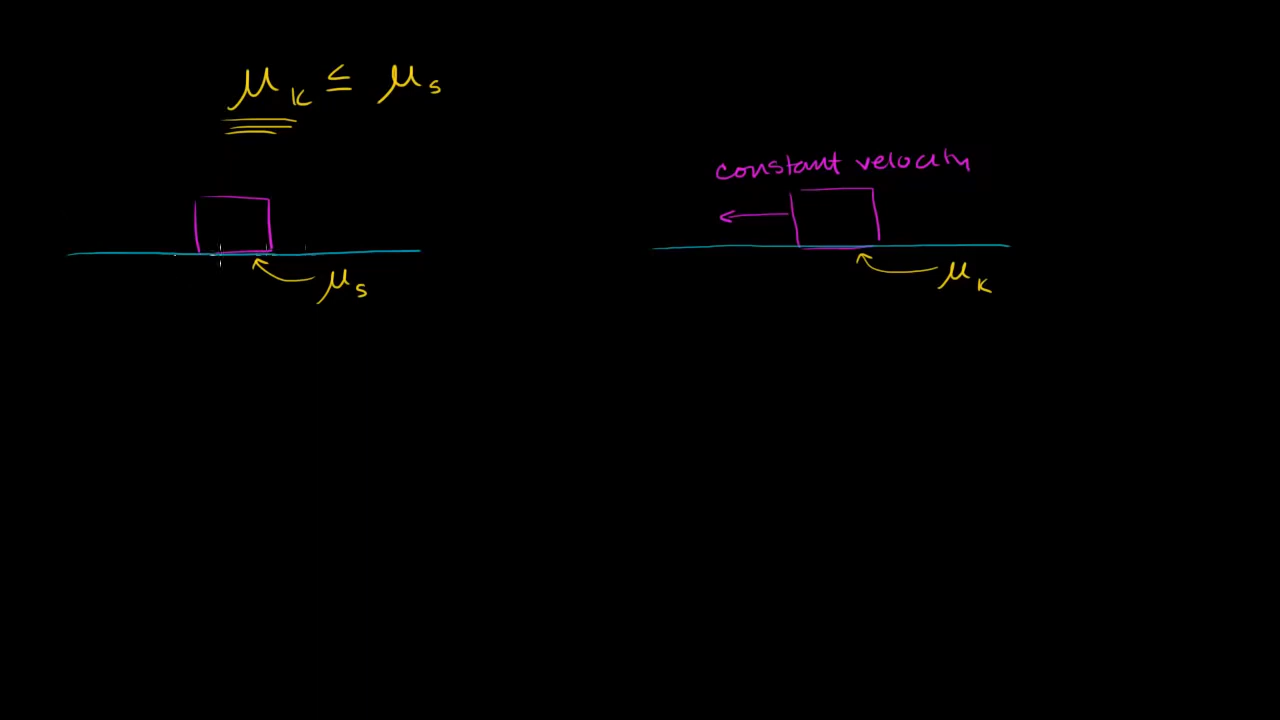 μk ≤ μs
constant velocity
μs
μk